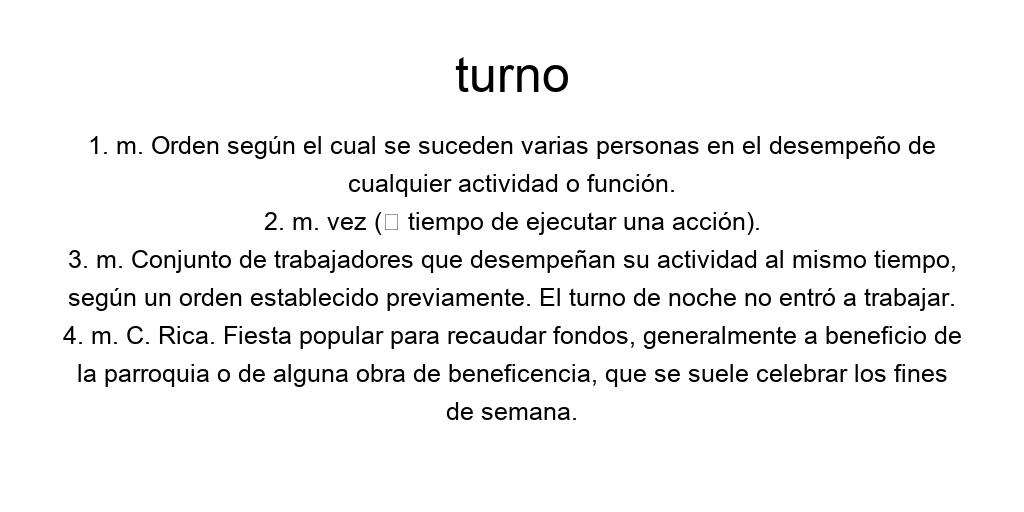 turno
1. m. Orden según el cual se suceden varias personas en el desempeño de
cualquier actividad o función.
2. m. vez (□ tiempo de ejecutar una acción).
3. m. Conjunto de trabajadores que desempeñan su actividad al mismo tiempo,
según un orden establecido previamente. El turno de noche no entró a trabajar.
4. m. C. Rica. Fiesta popular para recaudar fondos, generalmente a beneficio de
la parroquia o de alguna obra de beneficencia, que se suele celebrar los fines
de semana.